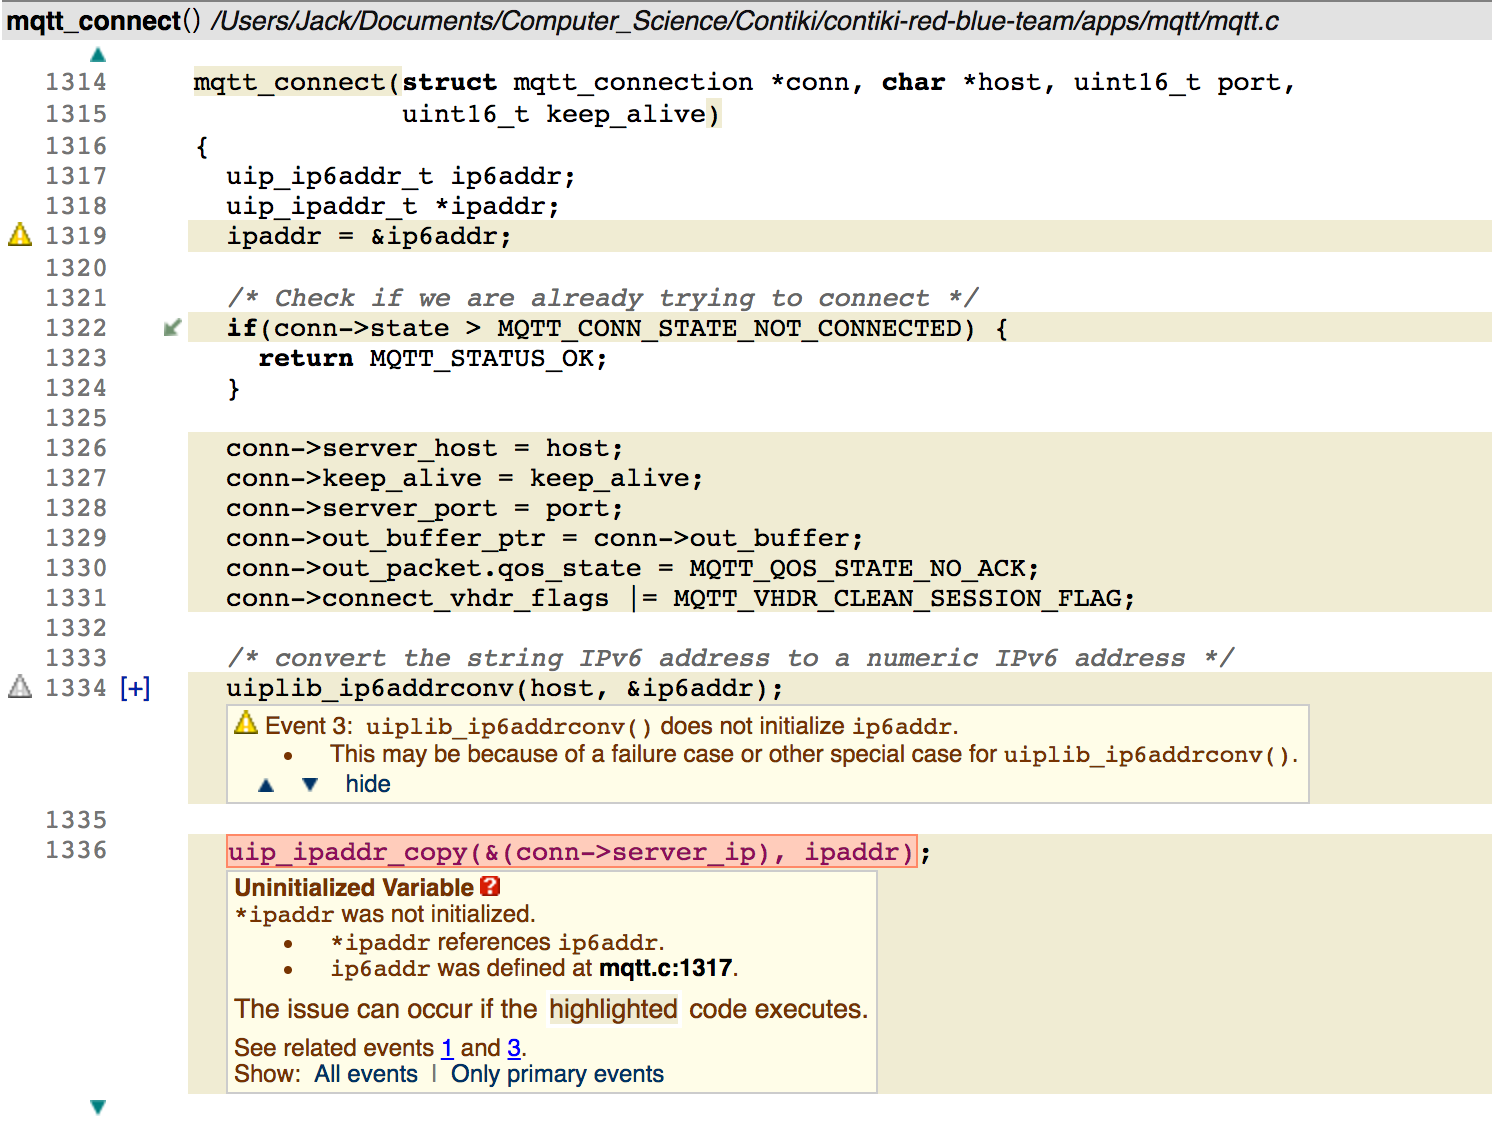 mqtt_connect() /Users/Jack/Documents/Computer_Science/Contiki/contiki-red-blue-team/apps/mqtt/mqtt.c
1314 mqtt_connect(struct mqtt_connection *conn, char *host, uint16_t port,
1315 uint16_t keep_alive)
1316 {
1317 uip_ip6addr_t ip6addr;
1318 uip_ipaddr_t *ipaddr;
1319 ipaddr = &ip6addr;
1320
1321 /* Check if we are already trying to connect */
1322 if(conn->state > MQTT_CONN_STATE_NOT_CONNECTED) {
1323 return MQTT_STATUS_OK;
1324 }
1325
1326 conn->server_host = host;
1327 conn->keep_alive = keep_alive;
1328 conn->server_port = port;
1329 conn->out_buffer_ptr = conn->out_buffer;
1330 conn->out_packet.qos_state = MQTT_QOS_STATE_NO_ACK;
1331 conn->connect_vhdr_flags |= MQTT_VHDR_CLEAN_SESSION_FLAG;
1332
1333 /* convert the string IPv6 address to a numeric IPv6 address */
1334 [+] uiplib_ip6addrconv(host, &ip6addr);
Event 3: uiplib_ip6addrconv() does not initialize ip6addr.
• This may be because of a failure case or other special case for uiplib_ip6addrconv().
hide
1335
1336 uip_ipaddr_copy(&(conn->server_ip), ipaddr);
Uninitialized Variable ?
*ipaddr was not initialized.
• *ipaddr references ip6addr.
• ip6addr was defined at mqtt.c:1317.
The issue can occur if the highlighted code executes.
See related events 1 and 3.
Show: All events | Only primary events